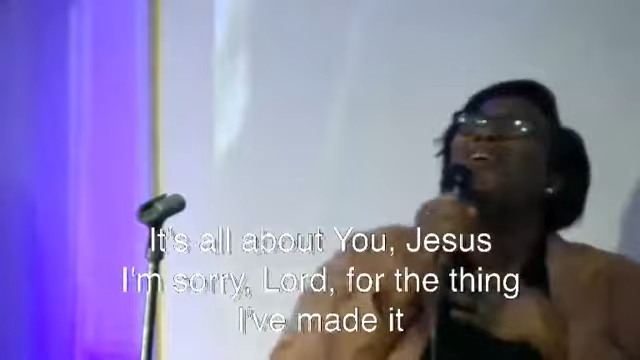 It's all about You, Jesus
I'm sorry, Lord, for the thing
I've made it